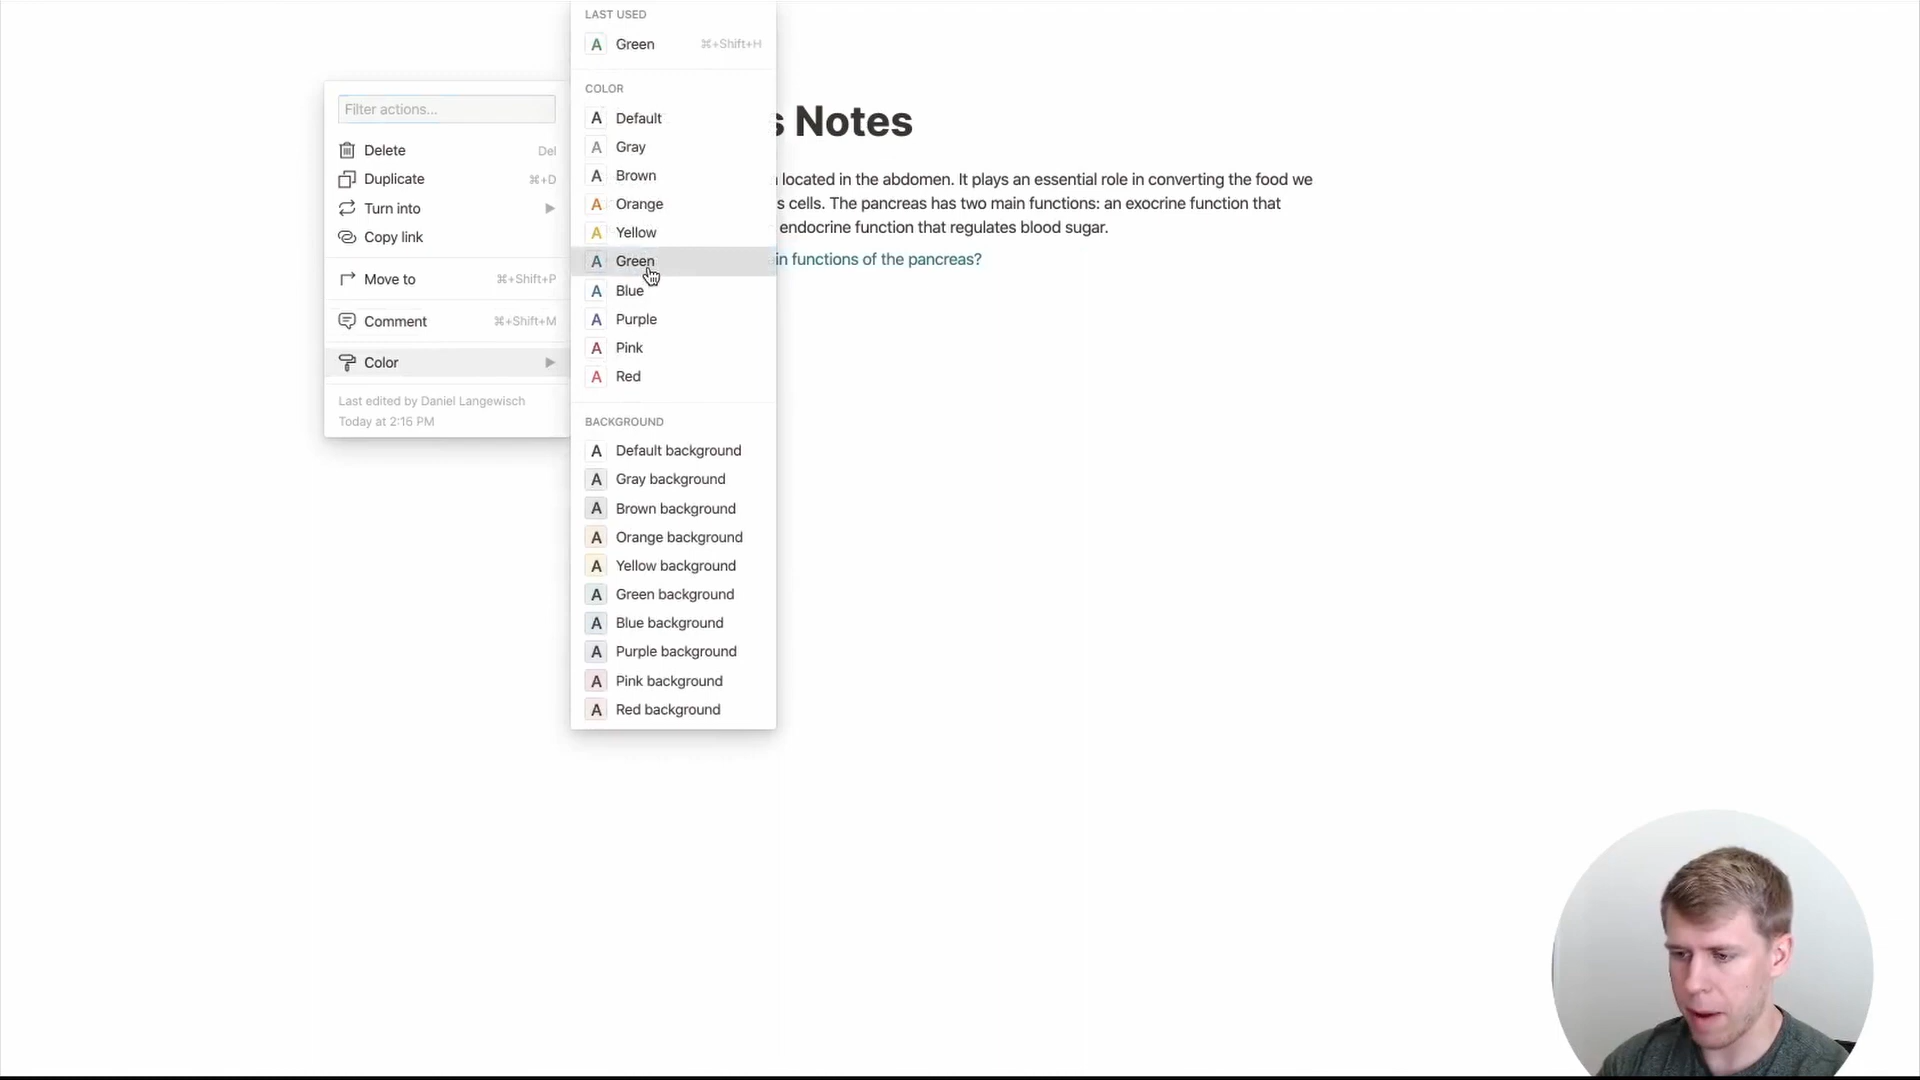 LAST USED
A Green ⌘+Shift+H
COLOR
A Default
A Gray
A Brown
A Orange
A Yellow
A Green
A Blue
A Purple
A Pink
A Red
BACKGROUND
A Default background
A Gray background
A Brown background
A Orange background
A Yellow background
A Green background
A Blue background
A Purple background
A Pink background
A Red background
Filter actions...
Delete Del
Duplicate ⌘+D
Turn into
Copy link
Move to ⌘+Shift+P
Comment ⌘+Shift+M
Color
Last edited by Daniel Langewisch
Today at 2:16 PM
s Notes
located in the abdomen. It plays an essential role in converting the food we
s cells. The pancreas has two main functions: an exocrine function that
endocrine function that regulates blood sugar.
in functions of the pancreas?